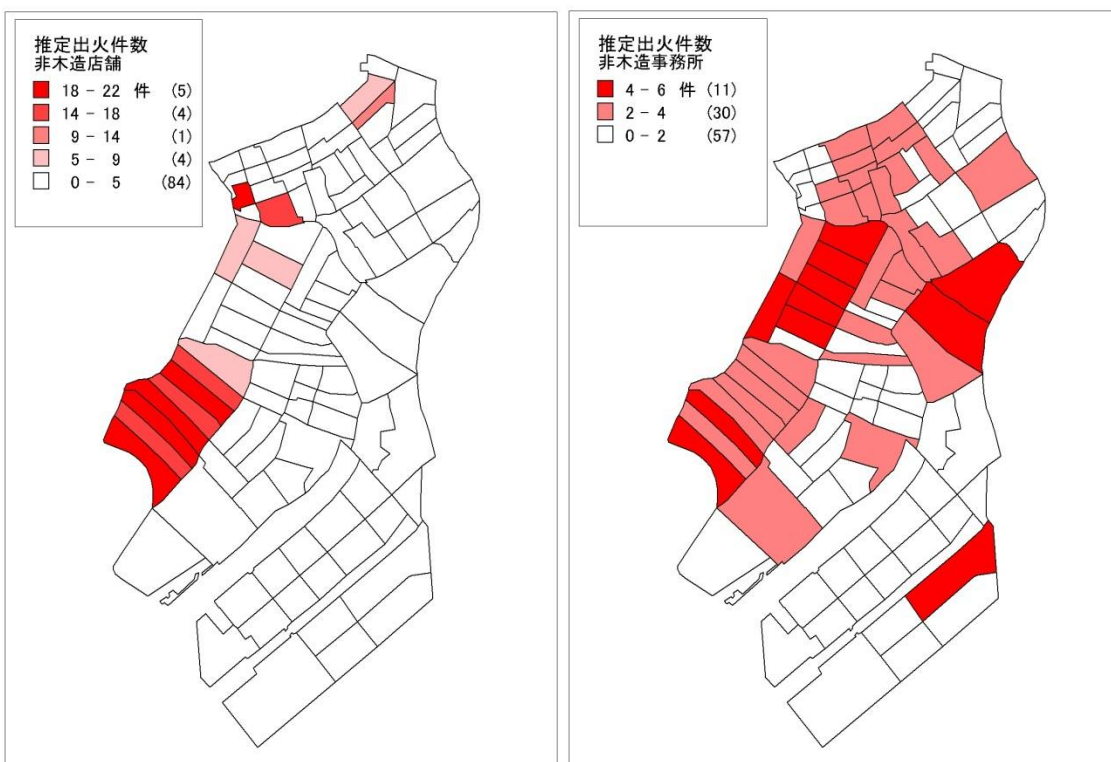 推定出火件数
非木造店舗
18 - 22 件 (5)
14 - 18 (4)
9 - 14 (1)
5 - 9 (4)
0 - 5 (84)
推定出火件数
非木造事務所
4 - 6 件 (11)
2 - 4 (30)
0 - 2 (57)